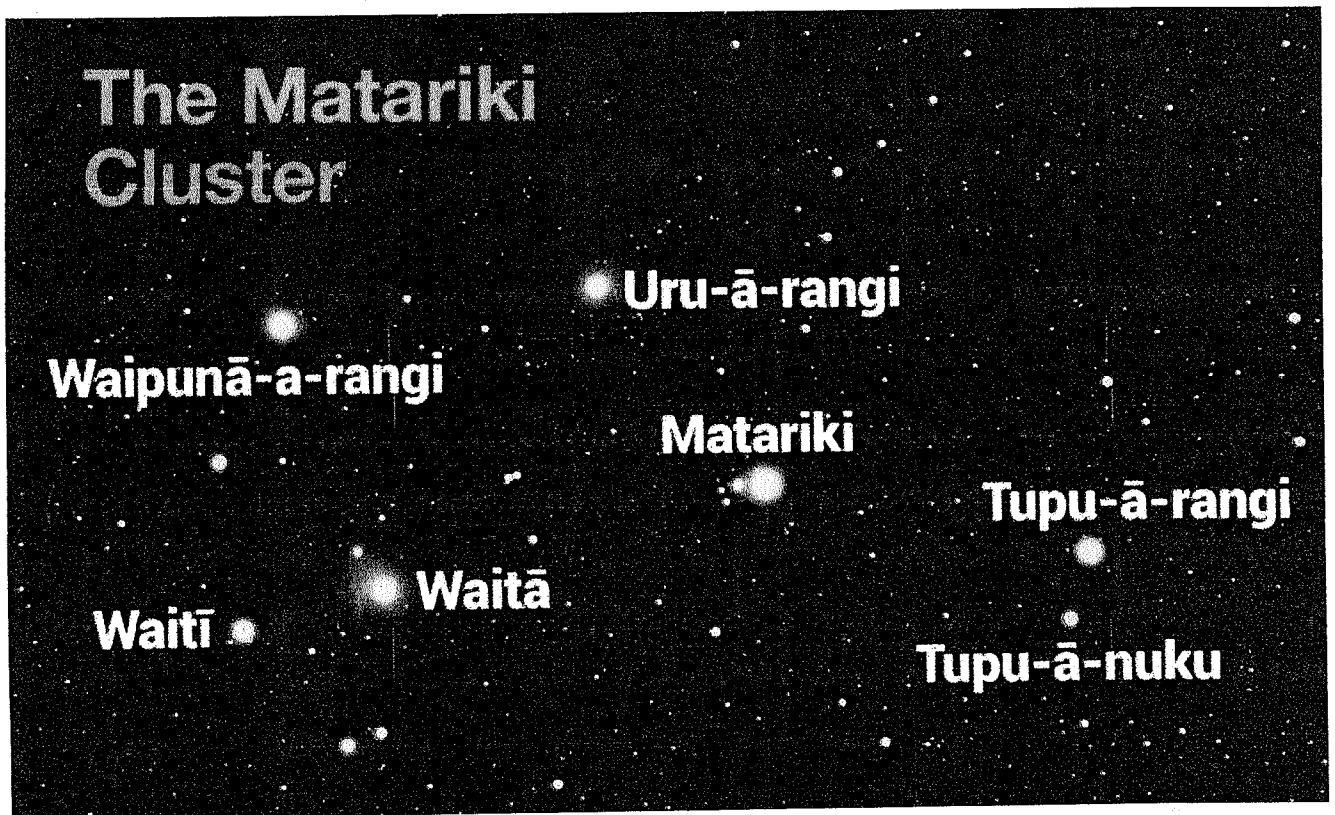 The Matariki
Cluster
Uru-ā-rangi
Waipunā-a-rangi
Matariki
Tupu-ā-rangi
Waitā
Waitī
Tupu-ā-nuku